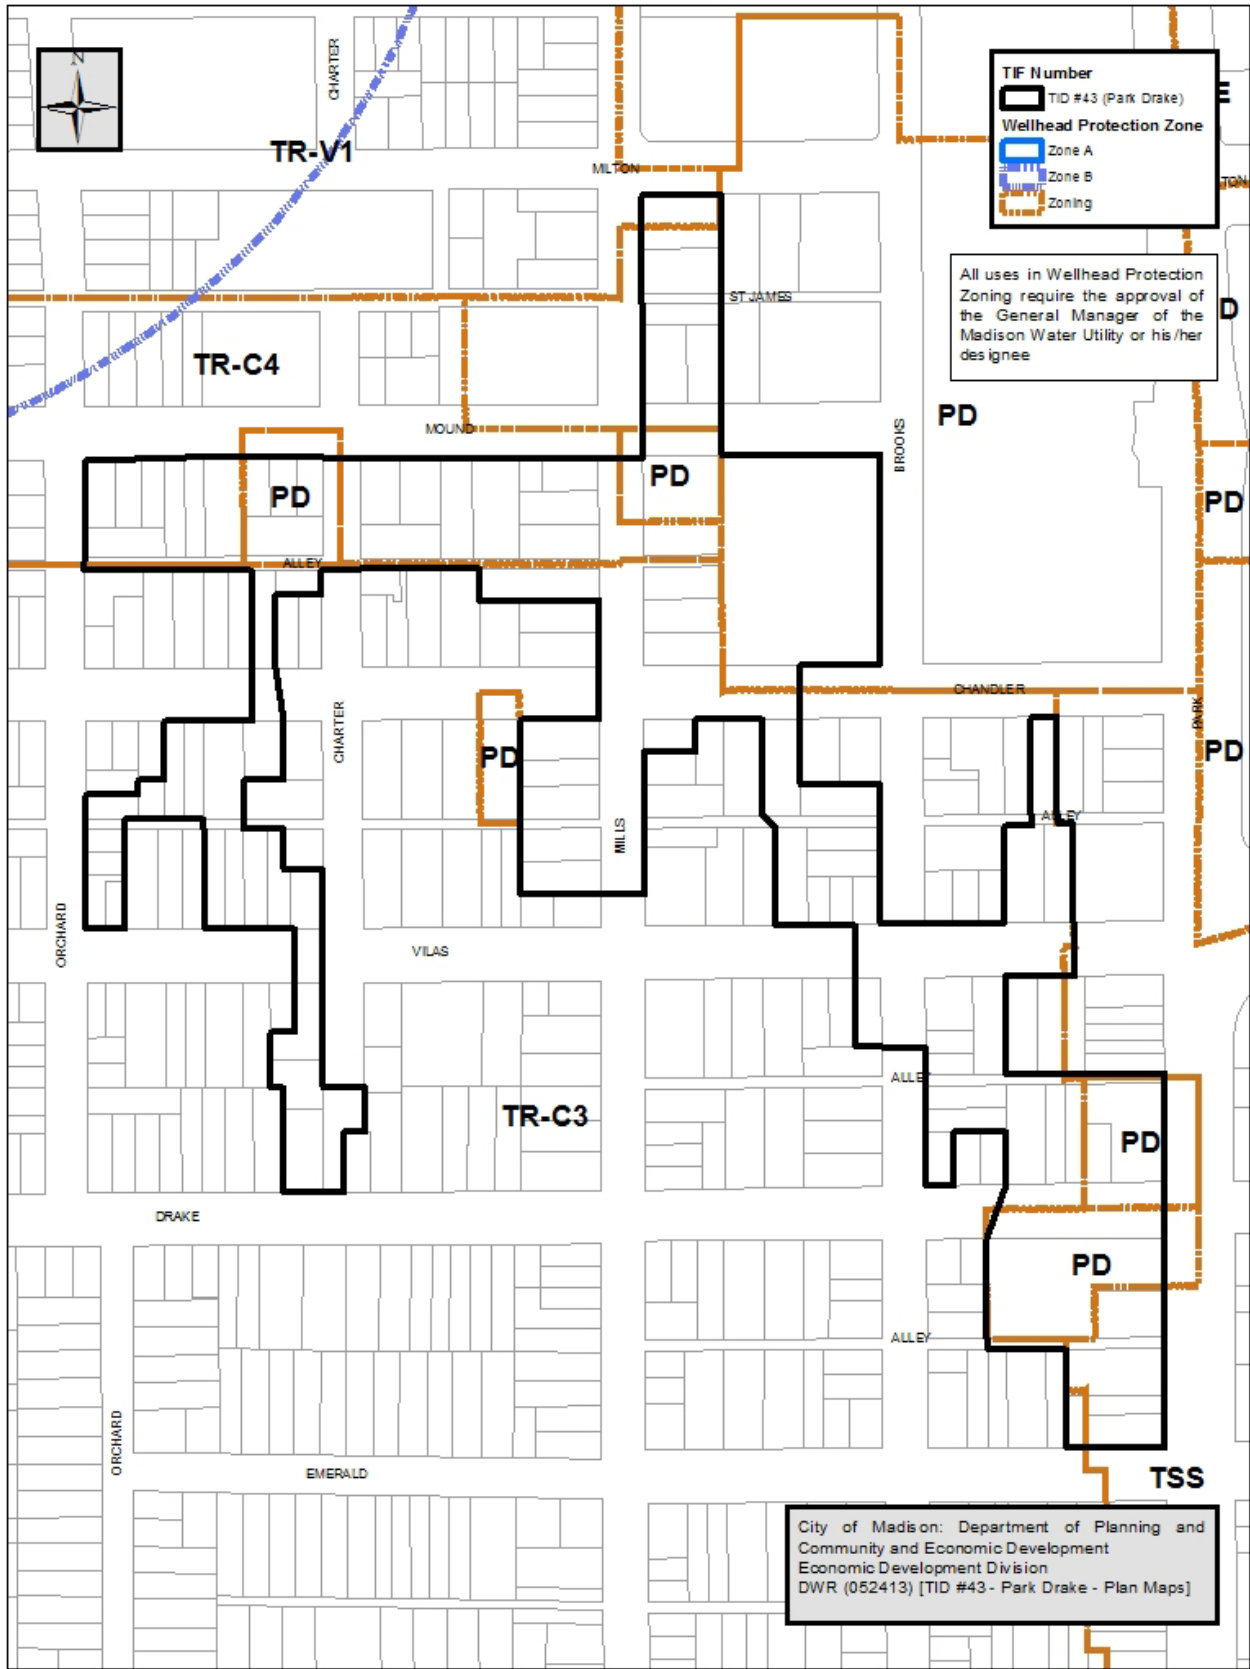 N
CHARTER
TR-V1
MILTON
TIF Number
TID #43 (Park Drake)
Wellhead Protection Zone
Zone A
Zone B
Zoning
E
TON
All uses in Wellhead Protection
Zoning require the approval of
the General Manager of the
Madison Water Utility or his/her
designee
D
ST JAMES
TR-C4
MOUND
BROOKS
PD
PD
PD
PD
ALLEY
CHANDLER
PARK
CHARTER
PD
PD
MILLS
ALLEY
ORCHARD
VILAS
ALLEY
TR-C3
PD
DRAKE
PD
ALLEY
ORCHARD
EMERALD
TSS
City of Madison: Department of Planning and
Community and Economic Development
Economic Development Division
DWR (052413) [TID #43 - Park Drake - Plan Maps]